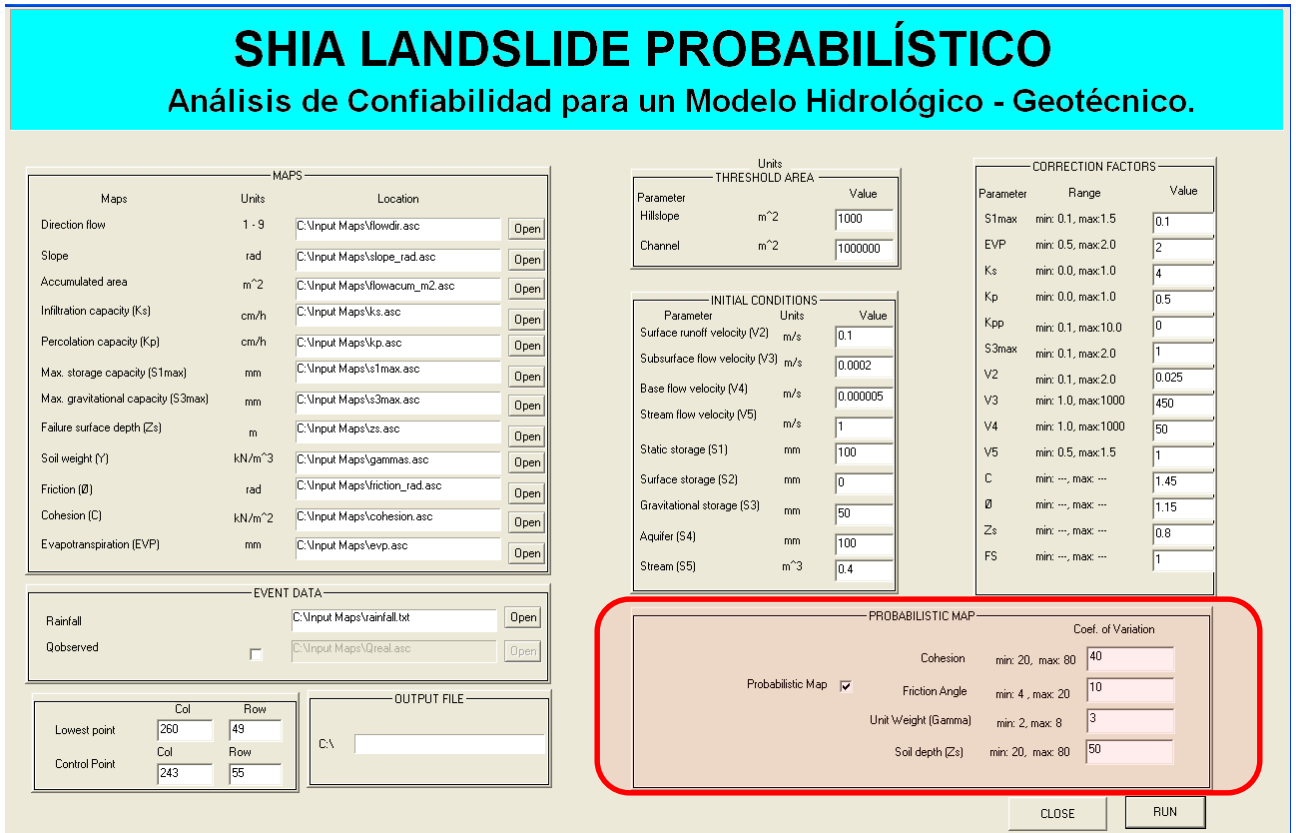 SHIA LANDSLIDE PROBABILÍSTICO
Análisis de Confiabilidad para un Modelo Hidrológico - Geotécnico.
MAPS
Maps Units Location
Direction flow 1 - 9 C:\Input Maps\flowdir.asc Open
Slope rad C:\Input Maps\slope_rad.asc Open
Accumulated area m^2 C:\Input Maps\flowacum_m2.asc Open
Infiltration capacity (Ks) cm/h C:\Input Maps\ks.asc Open
Percolation capacity (Kp) cm/h C:\Input Maps\kp.asc Open
Max. storage capacity (S1max) mm C:\Input Maps\s1max.asc Open
Max. gravitational capacity (S3max) mm C:\Input Maps\s3max.asc Open
Failure surface depth (Zs) m C:\Input Maps\zs.asc Open
Soil weight (Y) kN/m^3 C:\Input Maps\gammas.asc Open
Friction (Ø) rad C:\Input Maps\friction_rad.asc Open
Cohesion (C) kN/m^2 C:\Input Maps\cohesion.asc Open
Evapotranspiration (EVP) mm C:\Input Maps\evp.asc Open
EVENT DATA
Rainfall C:\Input Maps\rainfall.txt Open
Qobserved C:\Input Maps\Qreal.asc Open
Col Row
Lowest point 260 49
Col Row
Control Point 243 55
OUTPUT FILE
C:\
Units
THRESHOLD AREA
Parameter Value
Hillslope m^2 1000
Channel m^2 1000000
INITIAL CONDITIONS
Parameter Units Value
Surface runoff velocity (V2) m/s 0.1
Subsurface flow velocity (V3) m/s 0.0002
Base flow velocity (V4) m/s 0.000005
Stream flow velocity (V5) m/s 1
Static storage (S1) mm 100
Surface storage (S2) mm 0
Gravitational storage (S3) mm 50
Aquifer (S4) mm 100
Stream (S5) m^3 0.4
CORRECTION FACTORS
Parameter Range Value
S1max min: 0.1, max:1.5 0.1
EVP min: 0.5, max:2.0 2
Ks min: 0.0, max:1.0 4
Kp min: 0.0, max:1.0 0.5
Kpp min: 0.1, max:10.0 0
S3max min: 0.1, max:2.0 1
V2 min: 0.1, max:2.0 0.025
V3 min: 1.0, max:1000 450
V4 min: 1.0, max:1000 50
V5 min: 0.5, max:1.5 1
C min: ---, max: --- 1.45
Ø min: ---, max: --- 1.15
Zs min: ---, max: --- 0.8
FS min: ---, max: --- 1
PROBABILISTIC MAP
Coef. of Variation
Probabilistic Map
Cohesion min: 20, max: 80 40
Friction Angle min: 4 , max: 20 10
Unit Weight (Gamma) min: 2, max: 8 3
Soil depth (Zs) min: 20, max: 80 50
CLOSE RUN